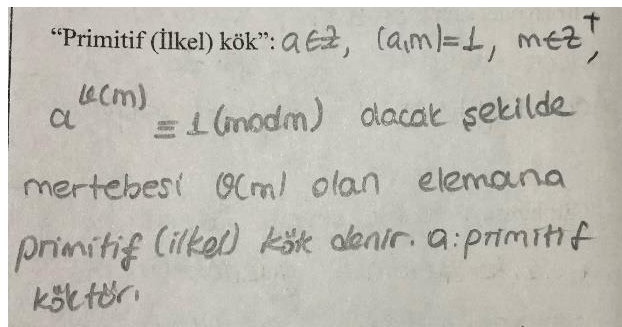 “Primitif (İlkel) kök”: a∈Z, (a,m)=1, m∈Z⁺,
a^φ(m) ≡ 1 (mod m) olacak şekilde
mertebesi φ(m) olan elemana
primitif (ilkel) kök denir. a: primitif
köktür.